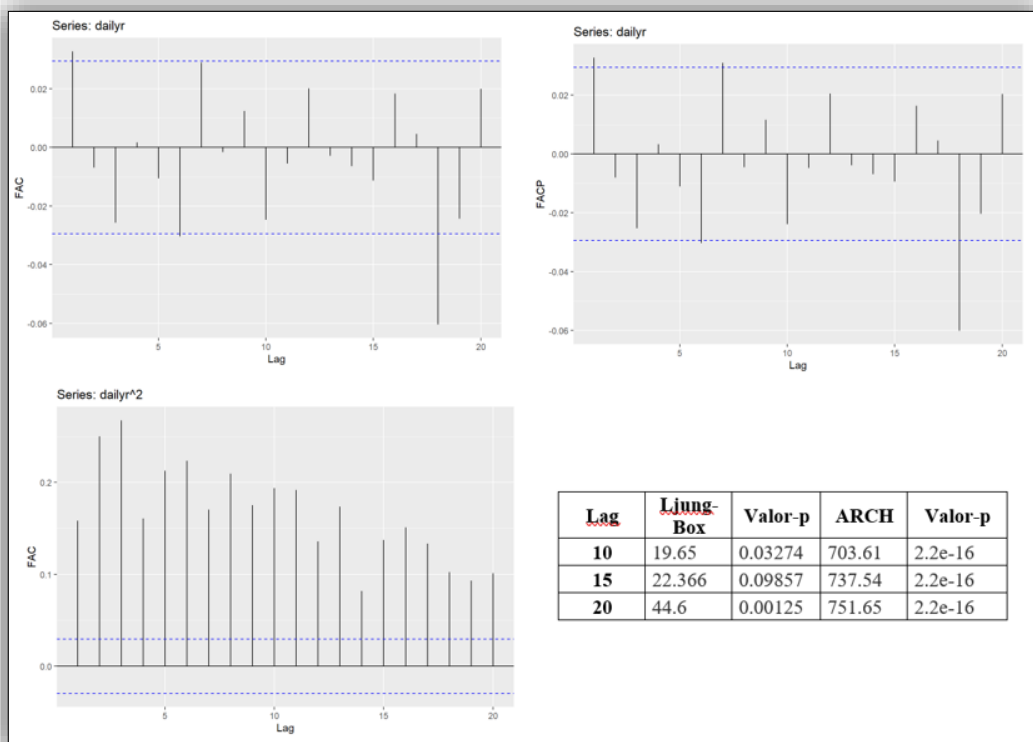 Series: dailyr
0.02
0.00
-0.02
-0.04
-0.06
FAC
5
10
15
20
Lag
Series: dailyr
0.02
0.00
-0.02
-0.04
-0.06
FACP
5
10
15
20
Lag
Series: dailyr^2
0.2
0.1
0.0
FAC
5
10
15
20
Lag
Lag Ljung-Box Valor-p ARCH Valor-p
10 19.65 0.03274 703.61 2.2e-16
15 22.366 0.09857 737.54 2.2e-16
20 44.6 0.00125 751.65 2.2e-16